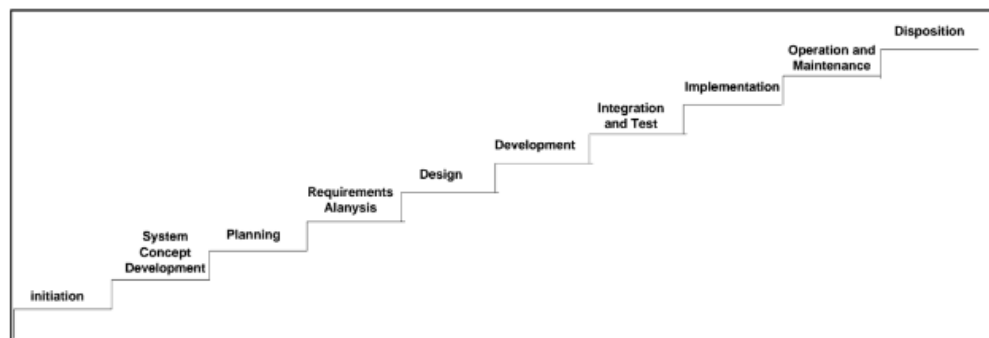 initiation
System
Concept
Development
Planning
Requirements
Alanysis
Design
Development
Integration
and Test
Implementation
Operation and
Maintenance
Disposition